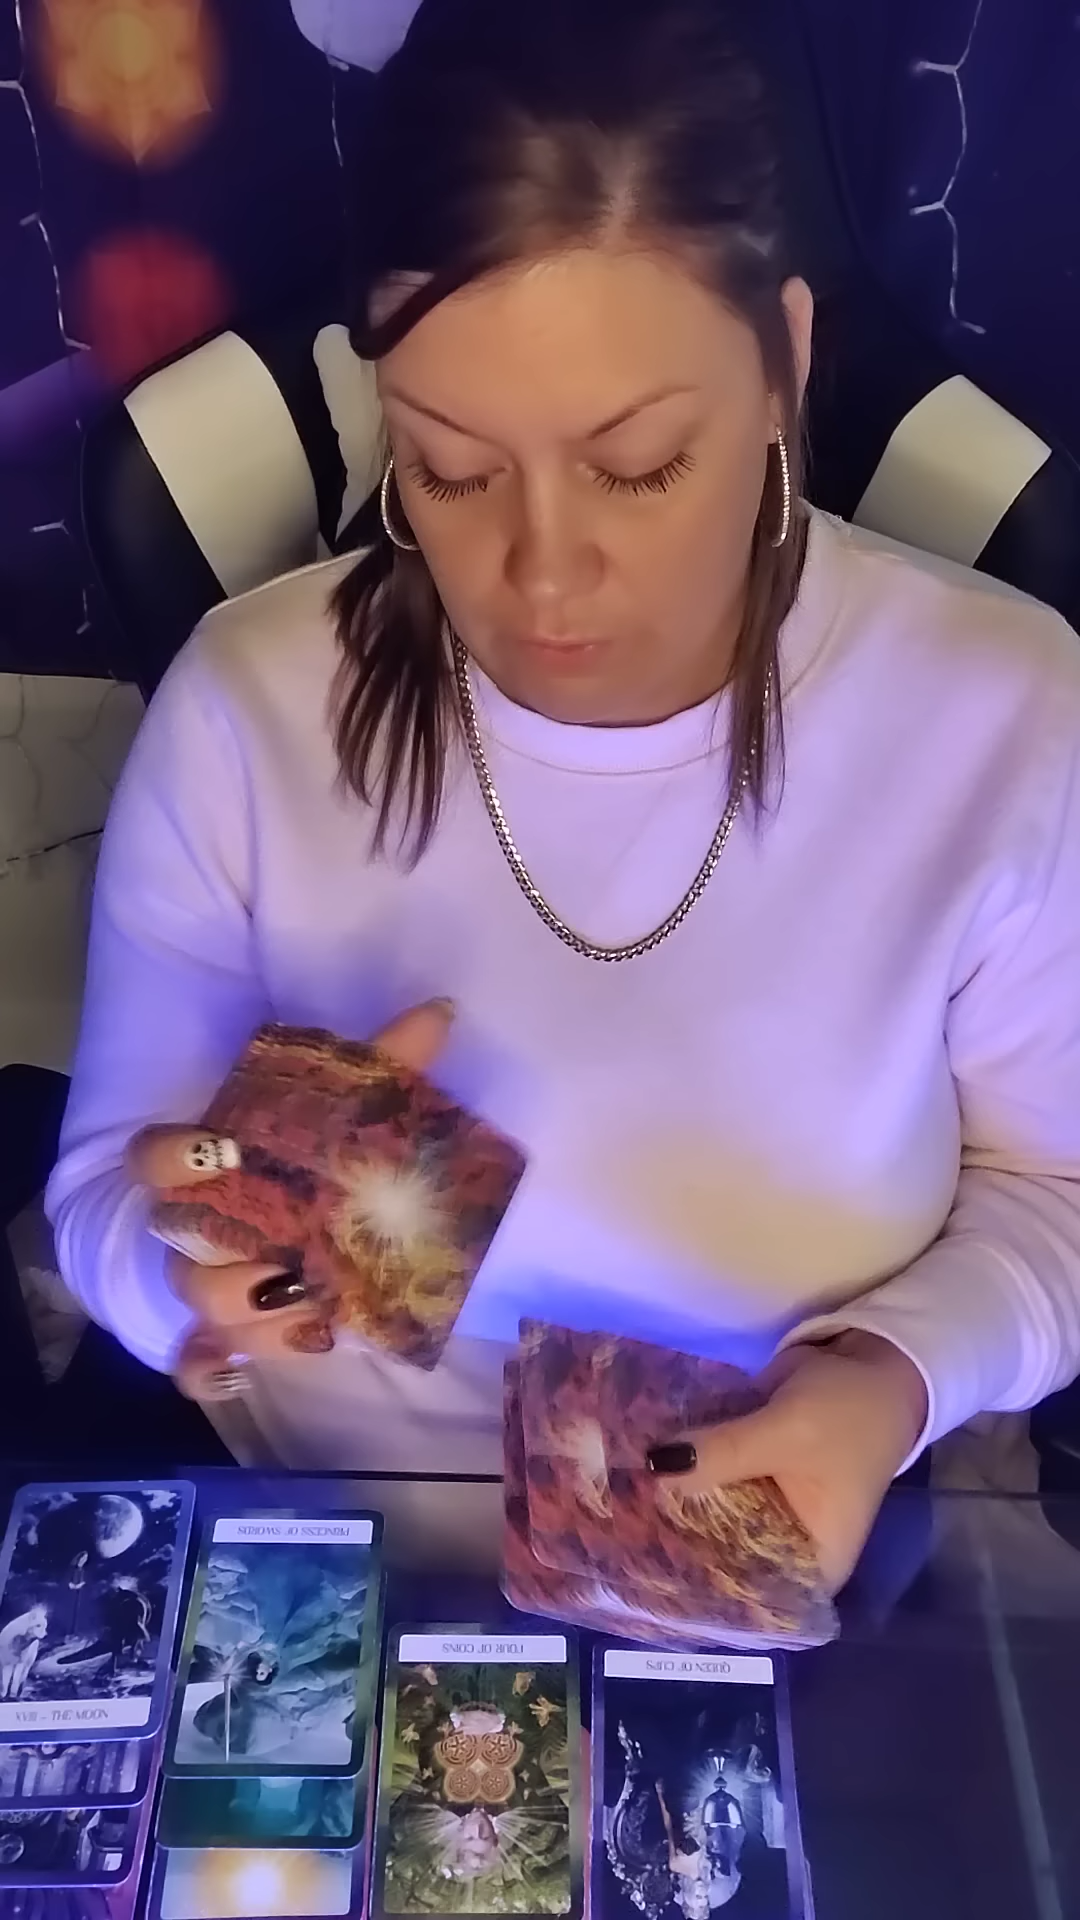 PRINCESS OF SWORDS
FOUR OF COINS
QUEEN OF CUPS
XVIII – THE MOON